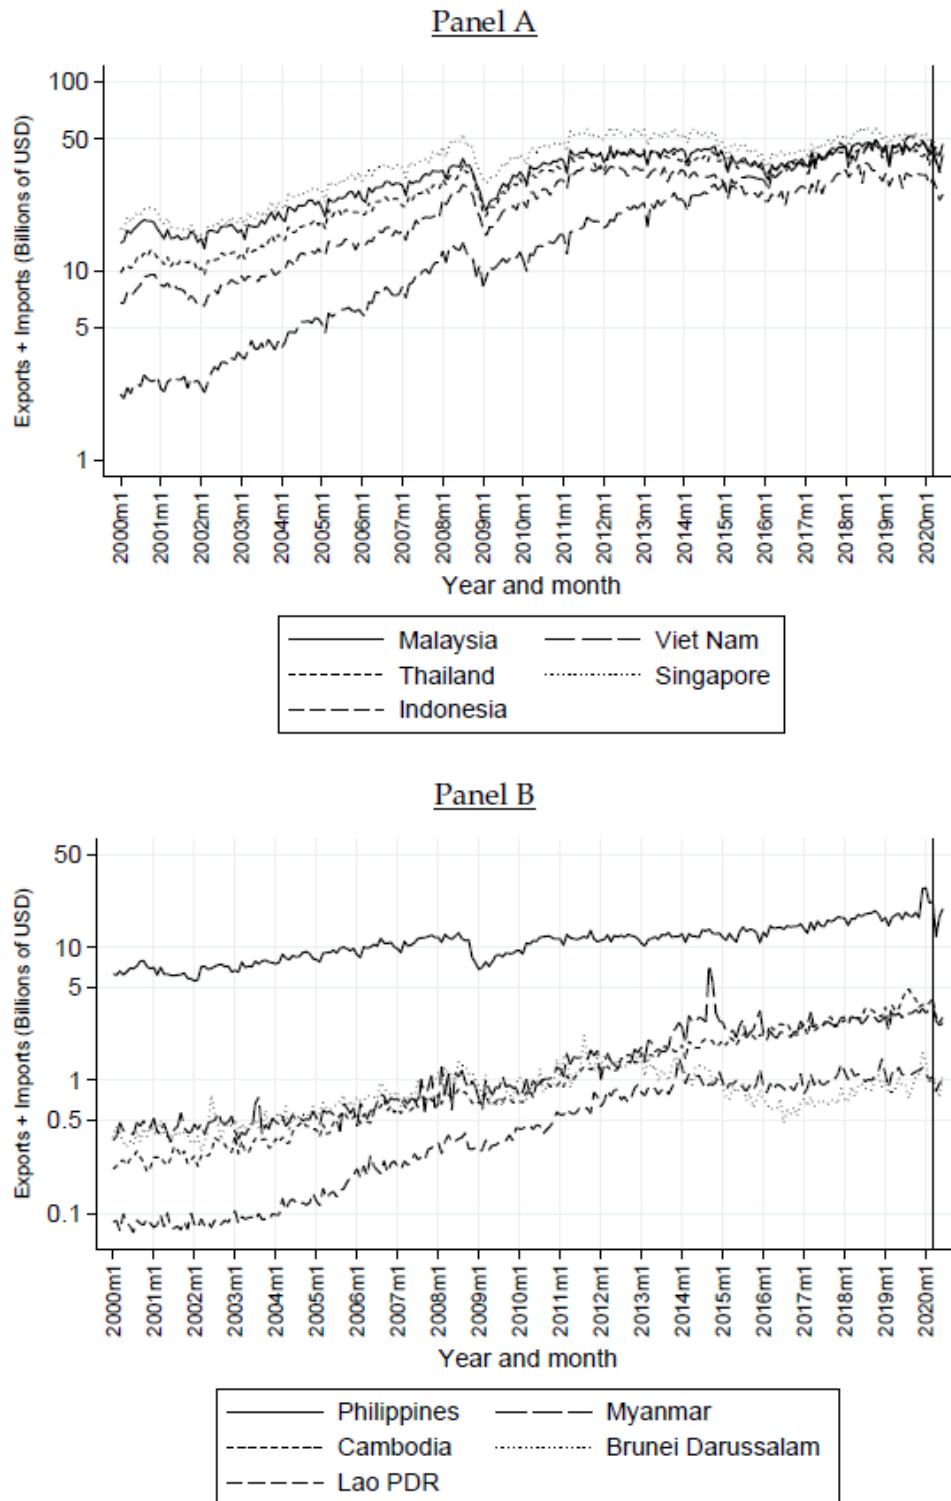 Panel A
Exports + Imports (Billions of USD)
100
50
10
5
1
2000m1
2001m1
2002m1
2003m1
2004m1
2005m1
2006m1
2007m1
2008m1
2009m1
2010m1
2011m1
2012m1
2013m1
2014m1
2015m1
2016m1
2017m1
2018m1
2019m1
2020m1
Year and month
Malaysia Viet Nam
Thailand Singapore
Indonesia
Panel B
Exports + Imports (Billions of USD)
50
10
5
1
0.5
0.1
2000m1
2001m1
2002m1
2003m1
2004m1
2005m1
2006m1
2007m1
2008m1
2009m1
2010m1
2011m1
2012m1
2013m1
2014m1
2015m1
2016m1
2017m1
2018m1
2019m1
2020m1
Year and month
Philippines Myanmar
Cambodia Brunei Darussalam
Lao PDR